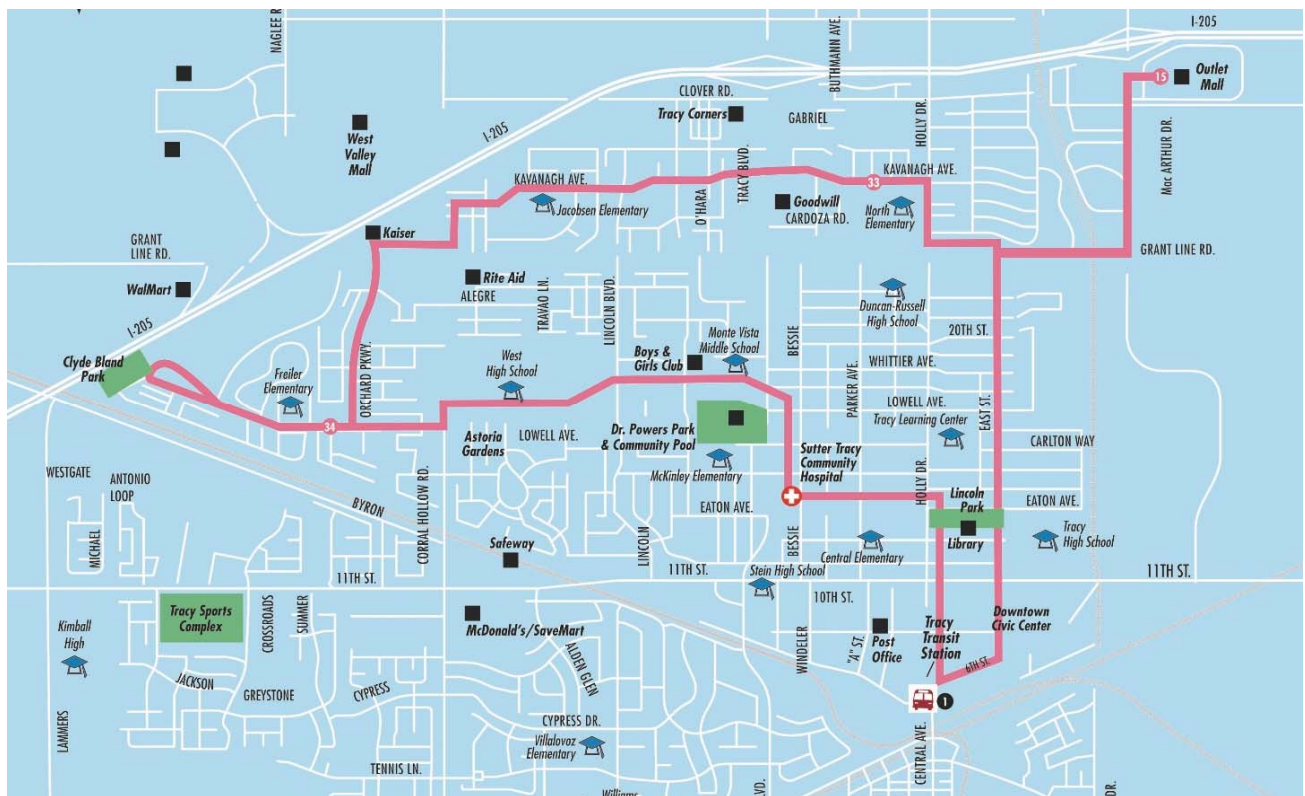 I-205
NAGLEE R
BUTHMANN AVE.
15
Outlet
Mall
CLOVER RD.
Tracy Corners
GABRIEL
HOLLY DR.
West
Valley
Mall
I-205
Mac ARTHUR DR.
KAVANAGH AVE.
TRACY BLVD.
33
KAVANAGH AVE.
Jacobsen Elementary
O'HARA
Goodwill
CARDOZA RD.
North
Elementary
Kaiser
GRANT
LINE RD.
GRANT LINE RD.
WalMart
Rite Aid
ALEGRE
TRAVAO LN.
LINCOLN BLVD.
Duncan-Russell
High School
I-205
20TH ST.
Monte Vista
Middle School
BESSIE
Clyde Bland
Park
Freiler
Elementary
ORCHARD PKWY.
West
High School
Boys &
Girls Club
WHITTIER AVE.
PARKER AVE.
LOWELL AVE.
Tracy Learning Center
EAST ST.
34
Astoria
Gardens
LOWELL AVE.
Dr. Powers Park
& Community Pool
CARLTON WAY
Sutter Tracy
Community
Hospital
HOLLY DR.
WESTGATE
ANTONIO
LOOP
McKinley Elementary
BYRON
CORRAL HOLLOW RD.
EATON AVE.
Lincoln
Park
EATON AVE.
MICHAEL
Safeway
LINCOLN
BESSIE
Central Elementary
Library
Tracy
High School
11TH ST.
11TH ST.
Stein High School
11TH ST.
10TH ST.
Tracy Sports
Complex
CROSSROADS
SUMMER
McDonald's/SaveMart
Downtown
Civic Center
Kimball
High
WINDELER
"A" ST.
Post
Office
Tracy
Transit
Station
ALDEN GLEN
6TH ST.
JACKSON
GREYSTONE
CYPRESS
1
LAMMERS
CYPRESS DR.
Villalovoz
Elementary
CENTRAL AVE.
TENNIS LN.
Williams
LVD.
DR.